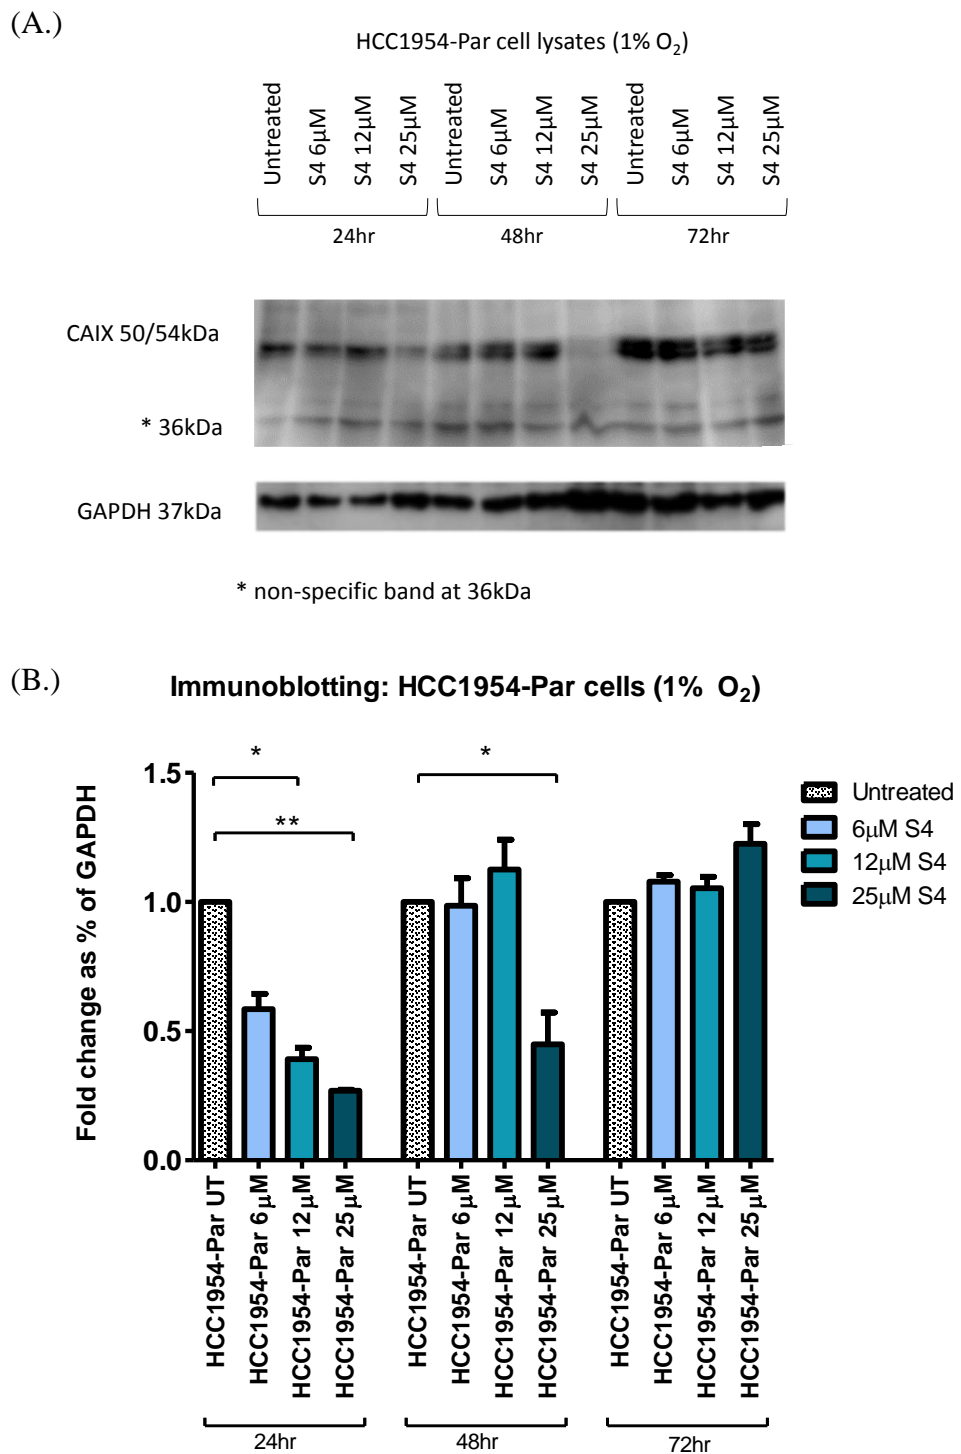 (A.)
HCC1954-Par cell lysates (1% O₂)
Untreated
S4 6µM
S4 12µM
S4 25µM
Untreated
S4 6µM
S4 12µM
S4 25µM
Untreated
S4 6µM
S4 12µM
S4 25µM
24hr
48hr
72hr
CAIX 50/54kDa
* 36kDa
GAPDH 37kDa
* non-specific band at 36kDa
(B.)
Immunoblotting: HCC1954-Par cells (1% O₂)
Fold change as % of GAPDH
1.5
1.0
0.5
0.0
*
**
*
Untreated
6µM S4
12µM S4
25µM S4
HCC1954-Par UT
HCC1954-Par 6µM
HCC1954-Par 12µM
HCC1954-Par 25µM
HCC1954-Par UT
HCC1954-Par 6µM
HCC1954-Par 12µM
HCC1954-Par 25µM
HCC1954-Par UT
HCC1954-Par 6µM
HCC1954-Par 12µM
HCC1954-Par 25µM
24hr
48hr
72hr